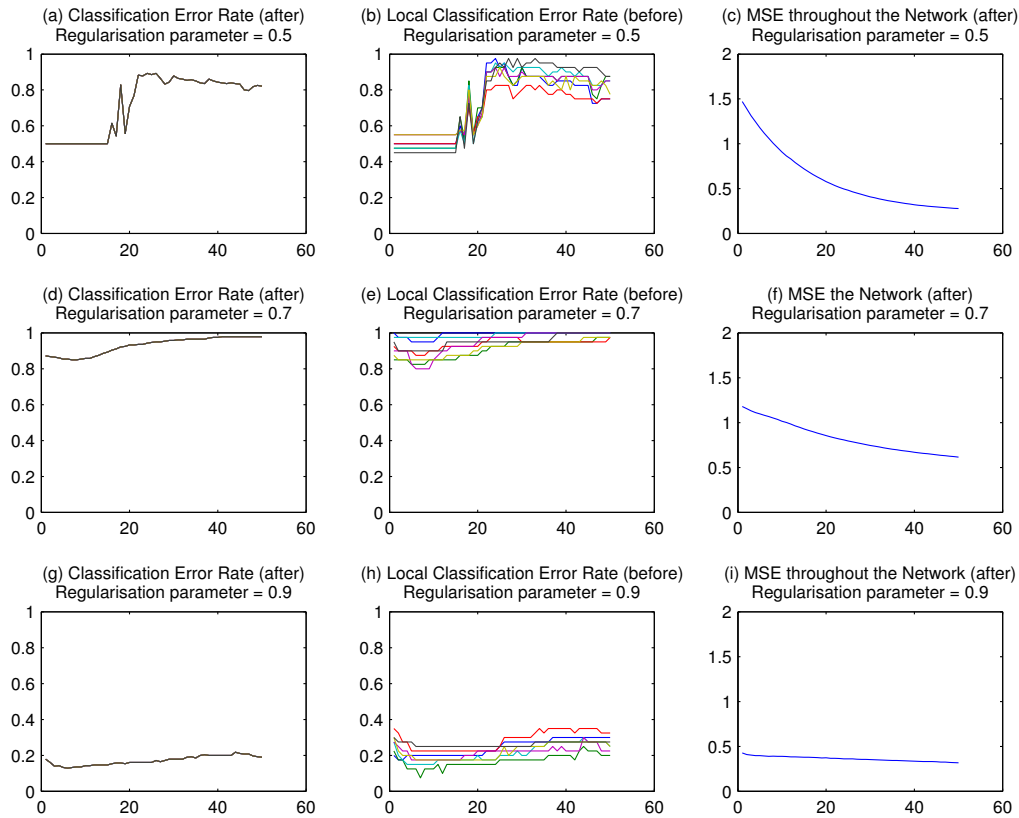 (a) Classification Error Rate (after)
Regularisation parameter = 0.5
1
0.8
0.6
0.4
0.2
0
0 20 40 60
(b) Local Classification Error Rate (before)
Regularisation parameter = 0.5
1
0.8
0.6
0.4
0.2
0
0 20 40 60
(c) MSE throughout the Network (after)
Regularisation parameter = 0.5
2
1.5
1
0.5
0
0 20 40 60
(d) Classification Error Rate (after)
Regularisation parameter = 0.7
1
0.8
0.6
0.4
0.2
0
0 20 40 60
(e) Local Classification Error Rate (before)
Regularisation parameter = 0.7
1
0.8
0.6
0.4
0.2
0
0 20 40 60
(f) MSE the Network (after)
Regularisation parameter = 0.7
2
1.5
1
0.5
0
0 20 40 60
(g) Classification Error Rate (after)
Regularisation parameter = 0.9
1
0.8
0.6
0.4
0.2
0
0 20 40 60
(h) Local Classification Error Rate (before)
Regularisation parameter = 0.9
1
0.8
0.6
0.4
0.2
0
0 20 40 60
(i) MSE throughout the Network (after)
Regularisation parameter = 0.9
2
1.5
1
0.5
0
0 20 40 60